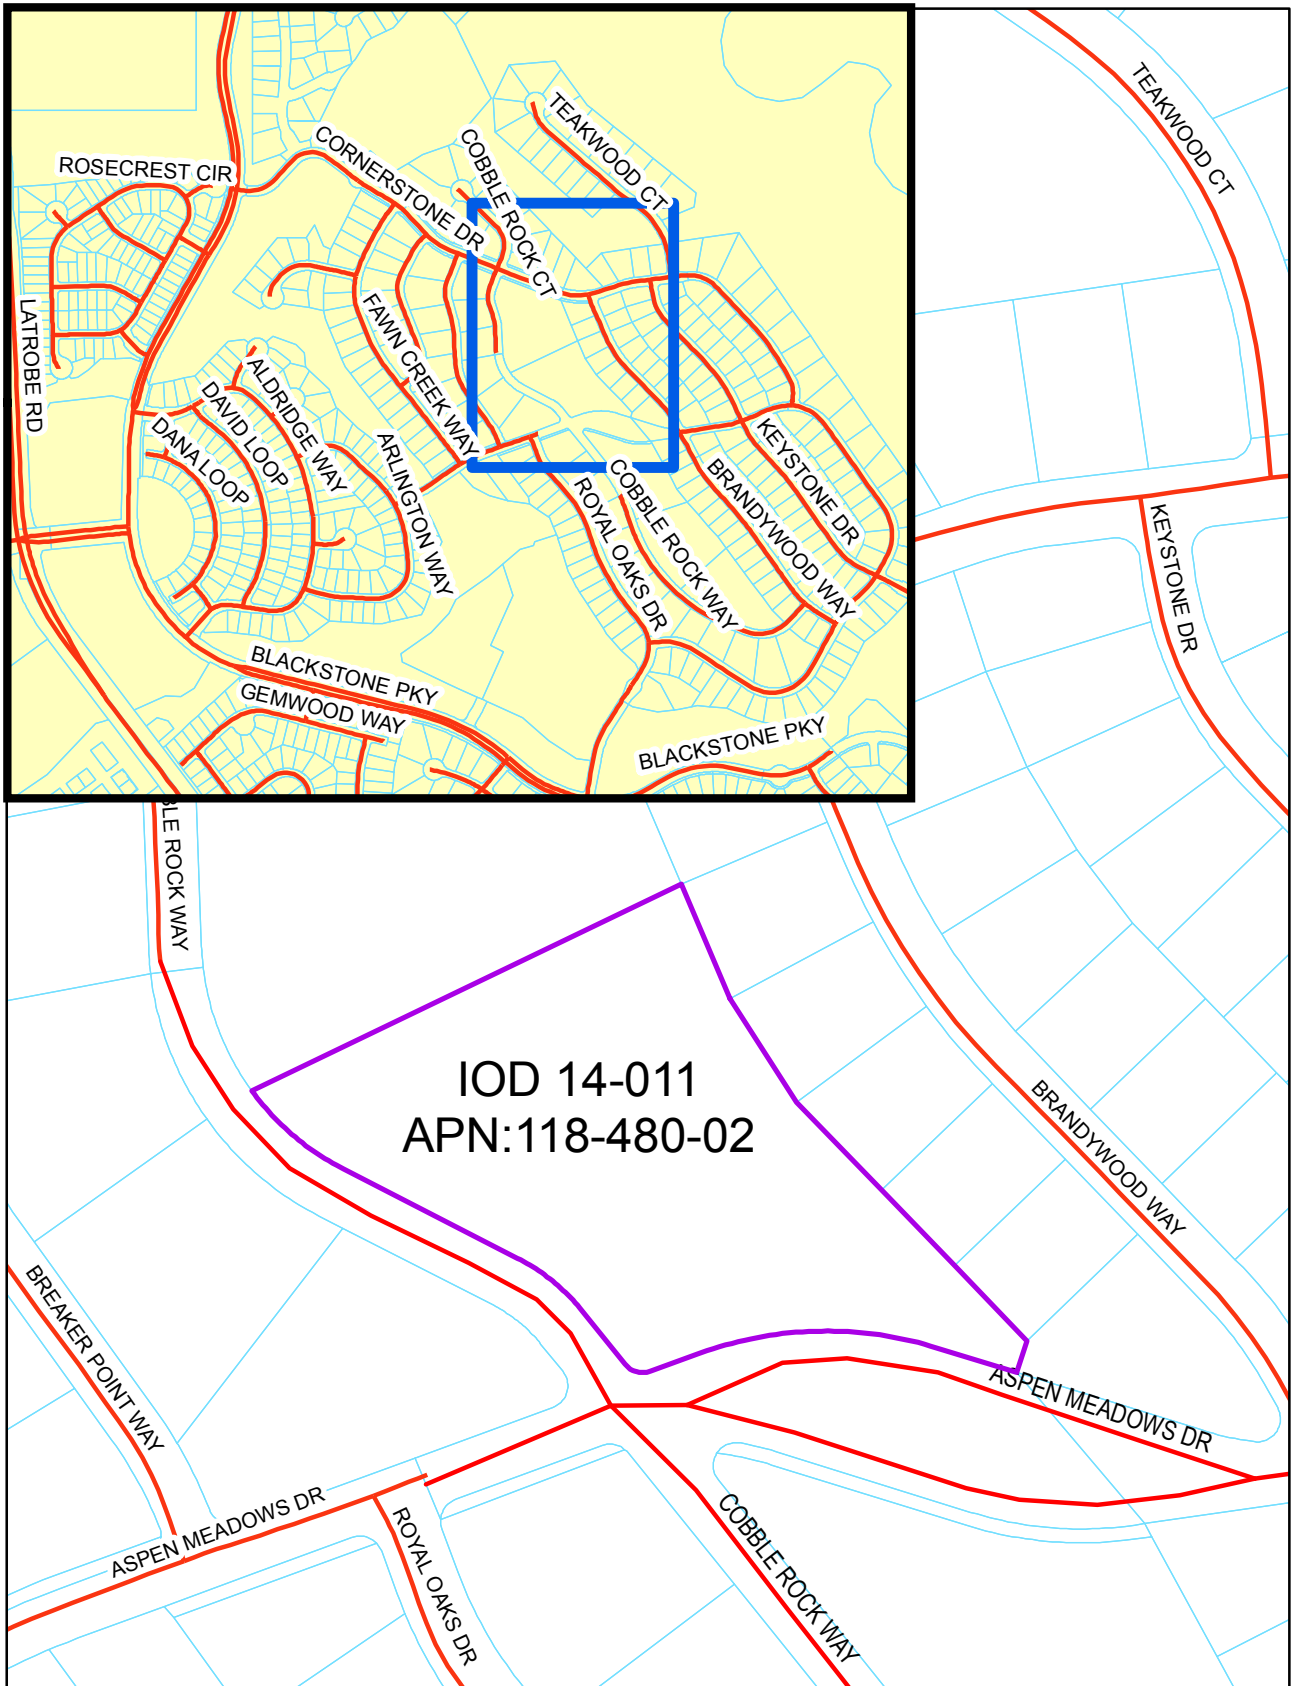 TEAKWOOD CT
CORNERSTONE DR
COBBLE ROCK CT
ROSECREST CIR
TEAKWOOD CT
LATROBE RD
FAWN CREEK WAY
ALDRIDGE WAY
DAVID LOOP
DANA LOOP
ARLINGTON WAY
KEYSTONE DR
BRANDYWOOD WAY
COBBLE ROCK WAY
ROYAL OAKS DR
KEYSTONE DR
BLACKSTONE PKY
GEMWOOD WAY
BLACKSTONE PKY
BLE ROCK WAY
IOD 14-011
APN:118-480-02
BRANDYWOOD WAY
BREAKER POINT WAY
ASPEN MEADOWS DR
ASPEN MEADOWS DR
ROYAL OAKS DR
COBBLE ROCK WAY